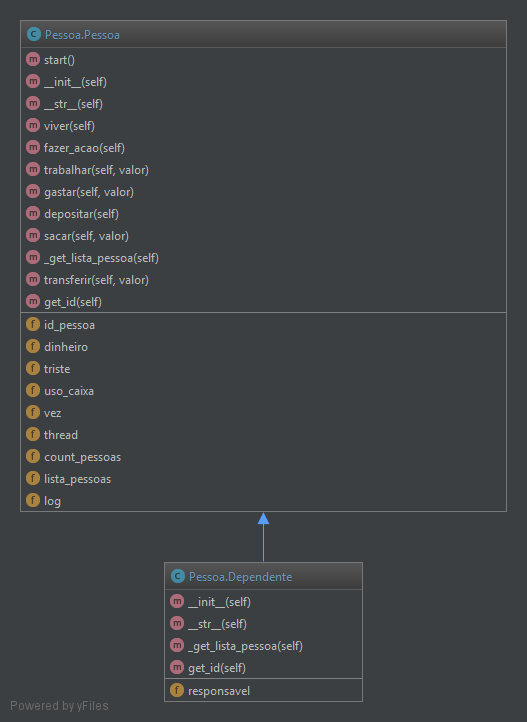 C Pessoa.Pessoa
m start()
m __init__(self)
m __str__(self)
m viver(self)
m fazer_acao(self)
m trabalhar(self, valor)
m gastar(self, valor)
m depositar(self)
m sacar(self, valor)
m _get_lista_pessoa(self)
m transferir(self, valor)
m get_id(self)
f id_pessoa
f dinheiro
f triste
f uso_caixa
f vez
f thread
f count_pessoas
f lista_pessoas
f log
C Pessoa.Dependente
m __init__(self)
m __str__(self)
m _get_lista_pessoa(self)
m get_id(self)
f responsavel
Powered by yFiles